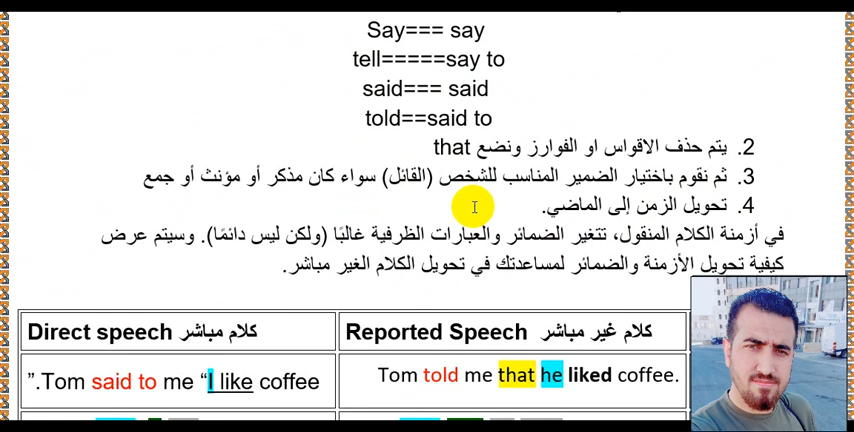 Say=== say
tell=====say to
said=== said
told==said to
2. يتم حذف الاقواس او الفوارز ونضع that
3. ثم نقوم باختيار الضمير المناسب للشخص (القائل) سواء كان مذكر أو مؤنث أو جمع
4. تحويل الزمن إلى الماضي.
في أزمنة الكلام المنقول، تتغير الضمائر والعبارات الظرفية غالبًا (ولكن ليس دائمًا). وسيتم عرض
كيفية تحويل الأزمنة والضمائر لمساعدتك في تحويل الكلام الغير مباشر.
Direct speech كلام مباشر
Reported Speech كلام غير مباشر
”.Tom said to me “I like coffee
Tom told me that he liked coffee.